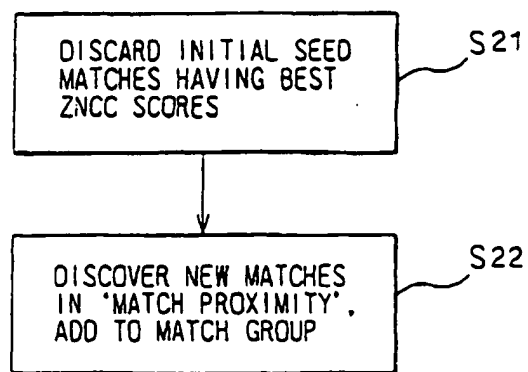 DISCARD INITIAL SEED
MATCHES HAVING BEST
ZNCC SCORES
S21
DISCOVER NEW MATCHES
IN 'MATCH PROXIMITY',
ADD TO MATCH GROUP
S22